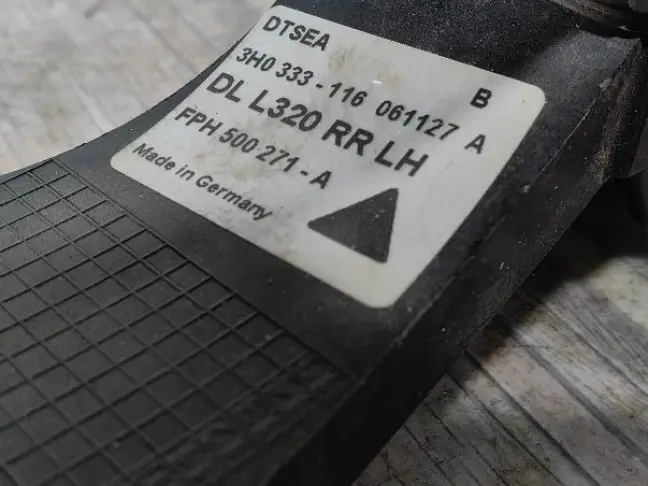 DTSEA B
3H0 333 - 116 061127 A
DL L320 RR LH
FPH 500 271 - A
Made in Germany